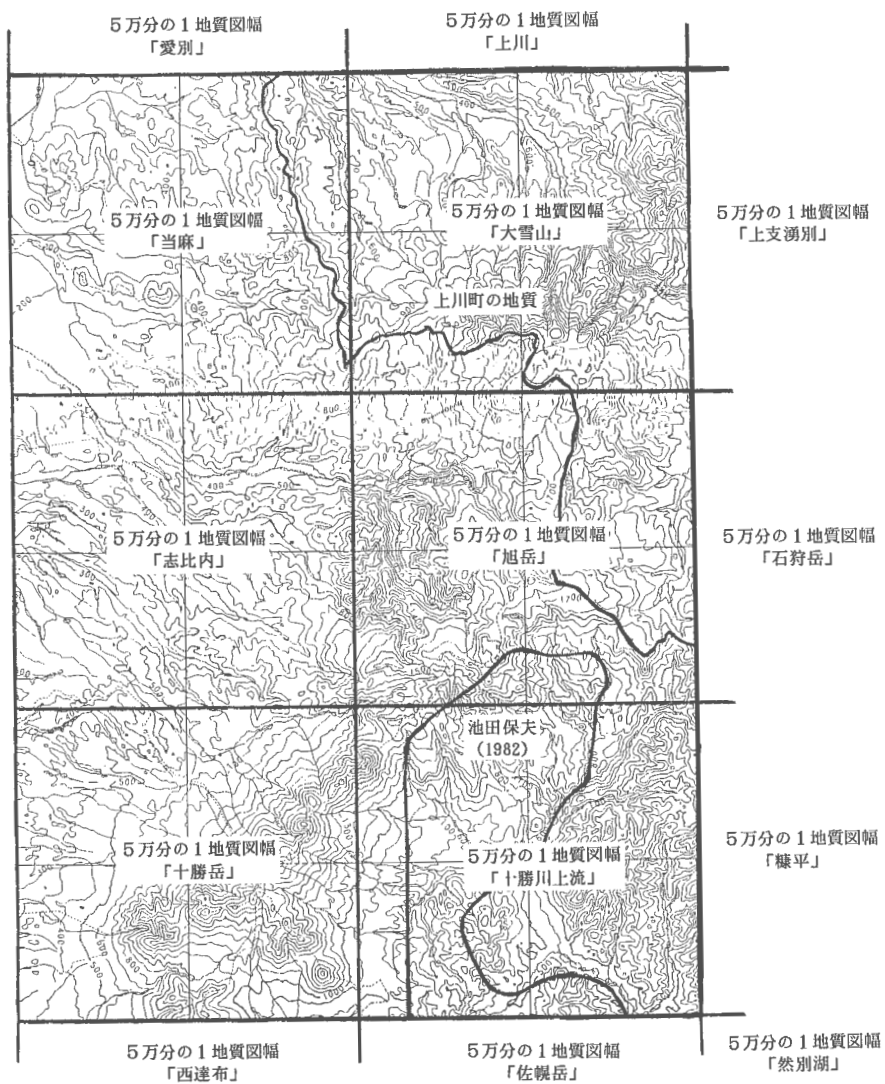 5万分の1地質図幅
「愛別」
5万分の1地質図幅
「上川」
5万分の1地質図幅
「当麻」
5万分の1地質図幅
「大雪山」
5万分の1地質図幅
「上支湧別」
上川町の地質
5万分の1地質図幅
「志比内」
5万分の1地質図幅
「旭岳」
5万分の1地質図幅
「石狩岳」
池田保夫
(1982)
5万分の1地質図幅
「十勝岳」
5万分の1地質図幅
「十勝川上流」
5万分の1地質図幅
「糠平」
5万分の1地質図幅
「西達布」
5万分の1地質図幅
「佐幌岳」
5万分の1地質図幅
「然別湖」